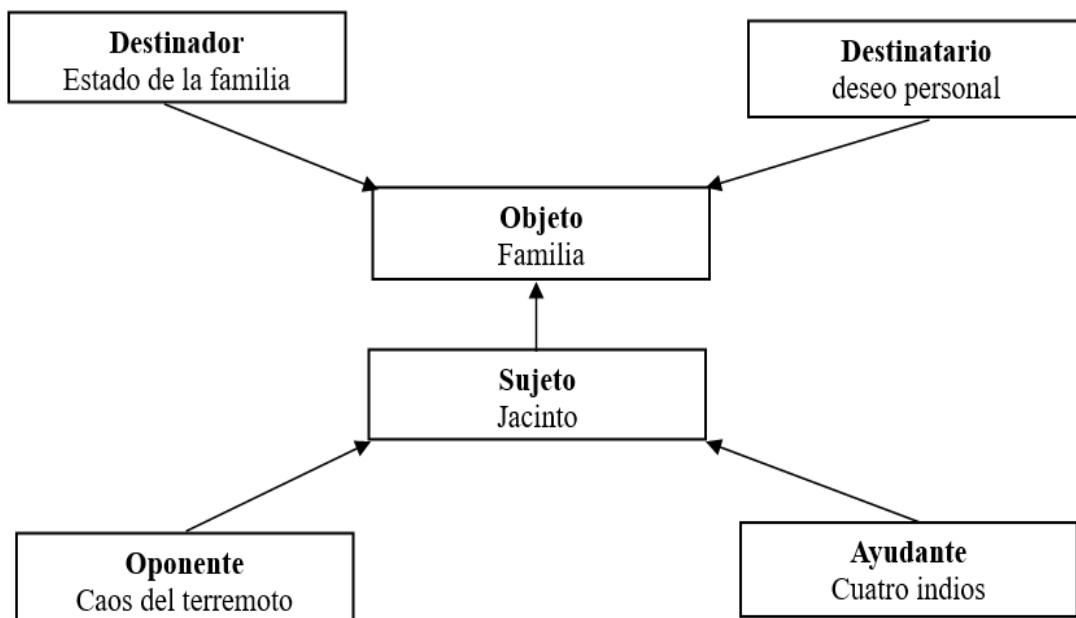 Destinador
Estado de la familia
Destinatario
deseo personal
Objeto
Familia
Sujeto
Jacinto
Oponente
Caos del terremoto
Ayudante
Cuatro indios